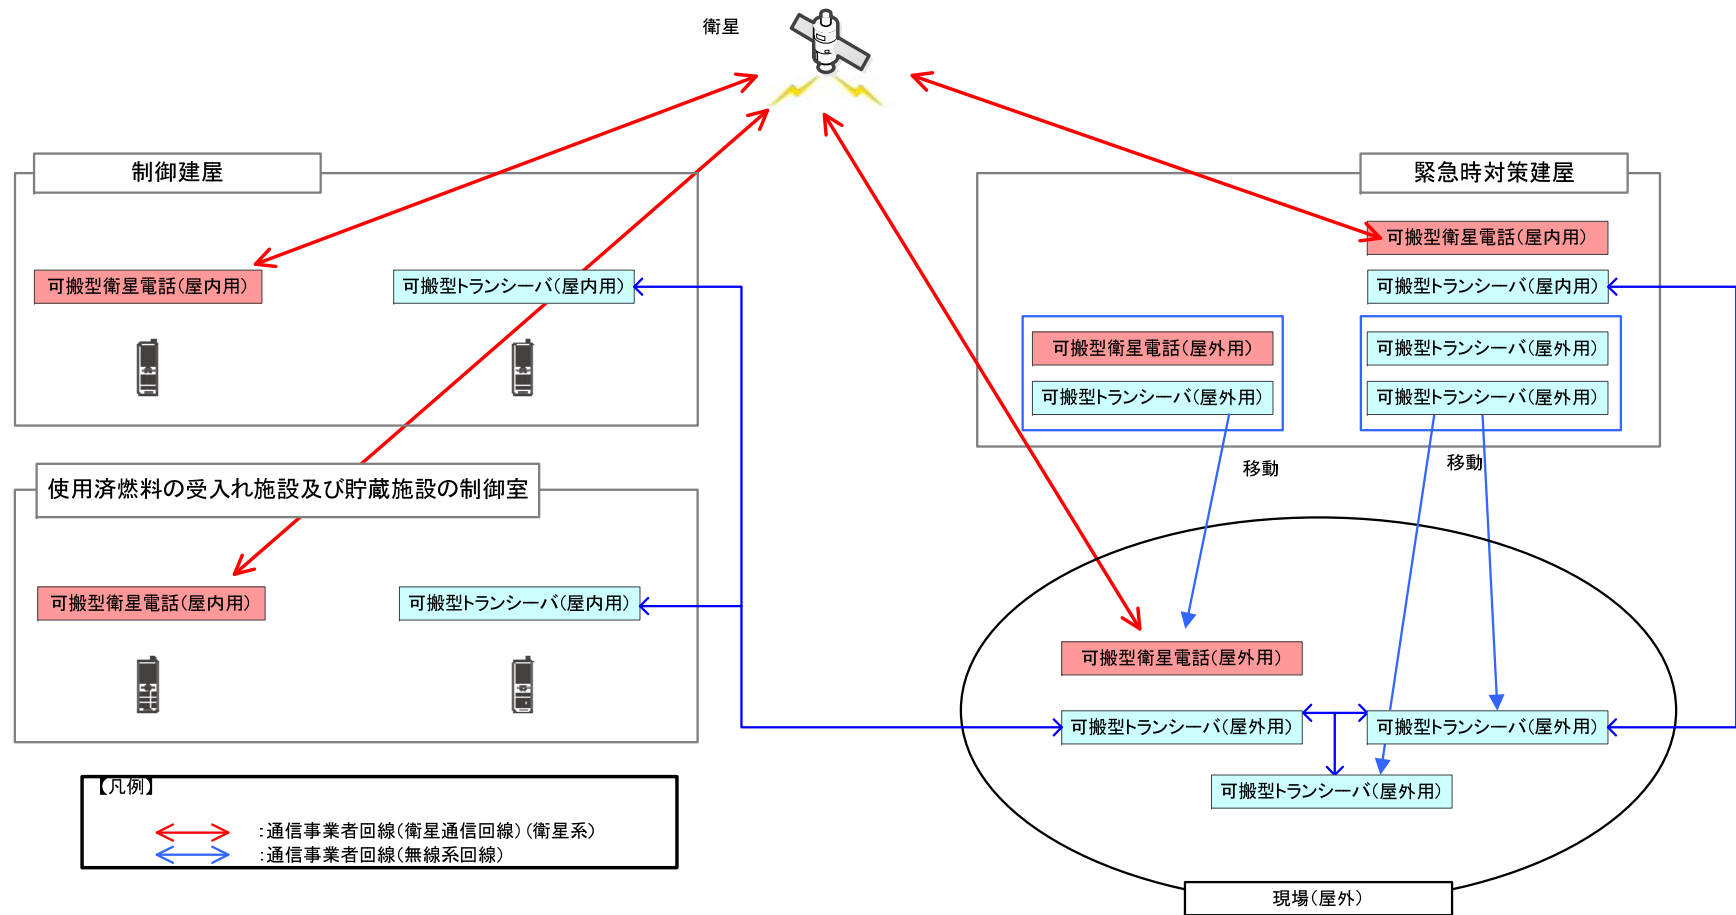 衛星
制御建屋
可搬型衛星電話(屋内用)
可搬型トランシーバ(屋内用)
使用済燃料の受入れ施設及び貯蔵施設の制御室
可搬型衛星電話(屋内用)
可搬型トランシーバ(屋内用)
緊急時対策建屋
可搬型衛星電話(屋内用)
可搬型トランシーバ(屋内用)
可搬型衛星電話(屋外用)
可搬型トランシーバ(屋外用)
可搬型トランシーバ(屋外用)
可搬型トランシーバ(屋外用)
移動
移動
可搬型衛星電話(屋外用)
可搬型トランシーバ(屋外用)
可搬型トランシーバ(屋外用)
可搬型トランシーバ(屋外用)
現場(屋外)
【凡例】
:通信事業者回線(衛星通信回線)(衛星系)
:通信事業者回線(無線系回線)